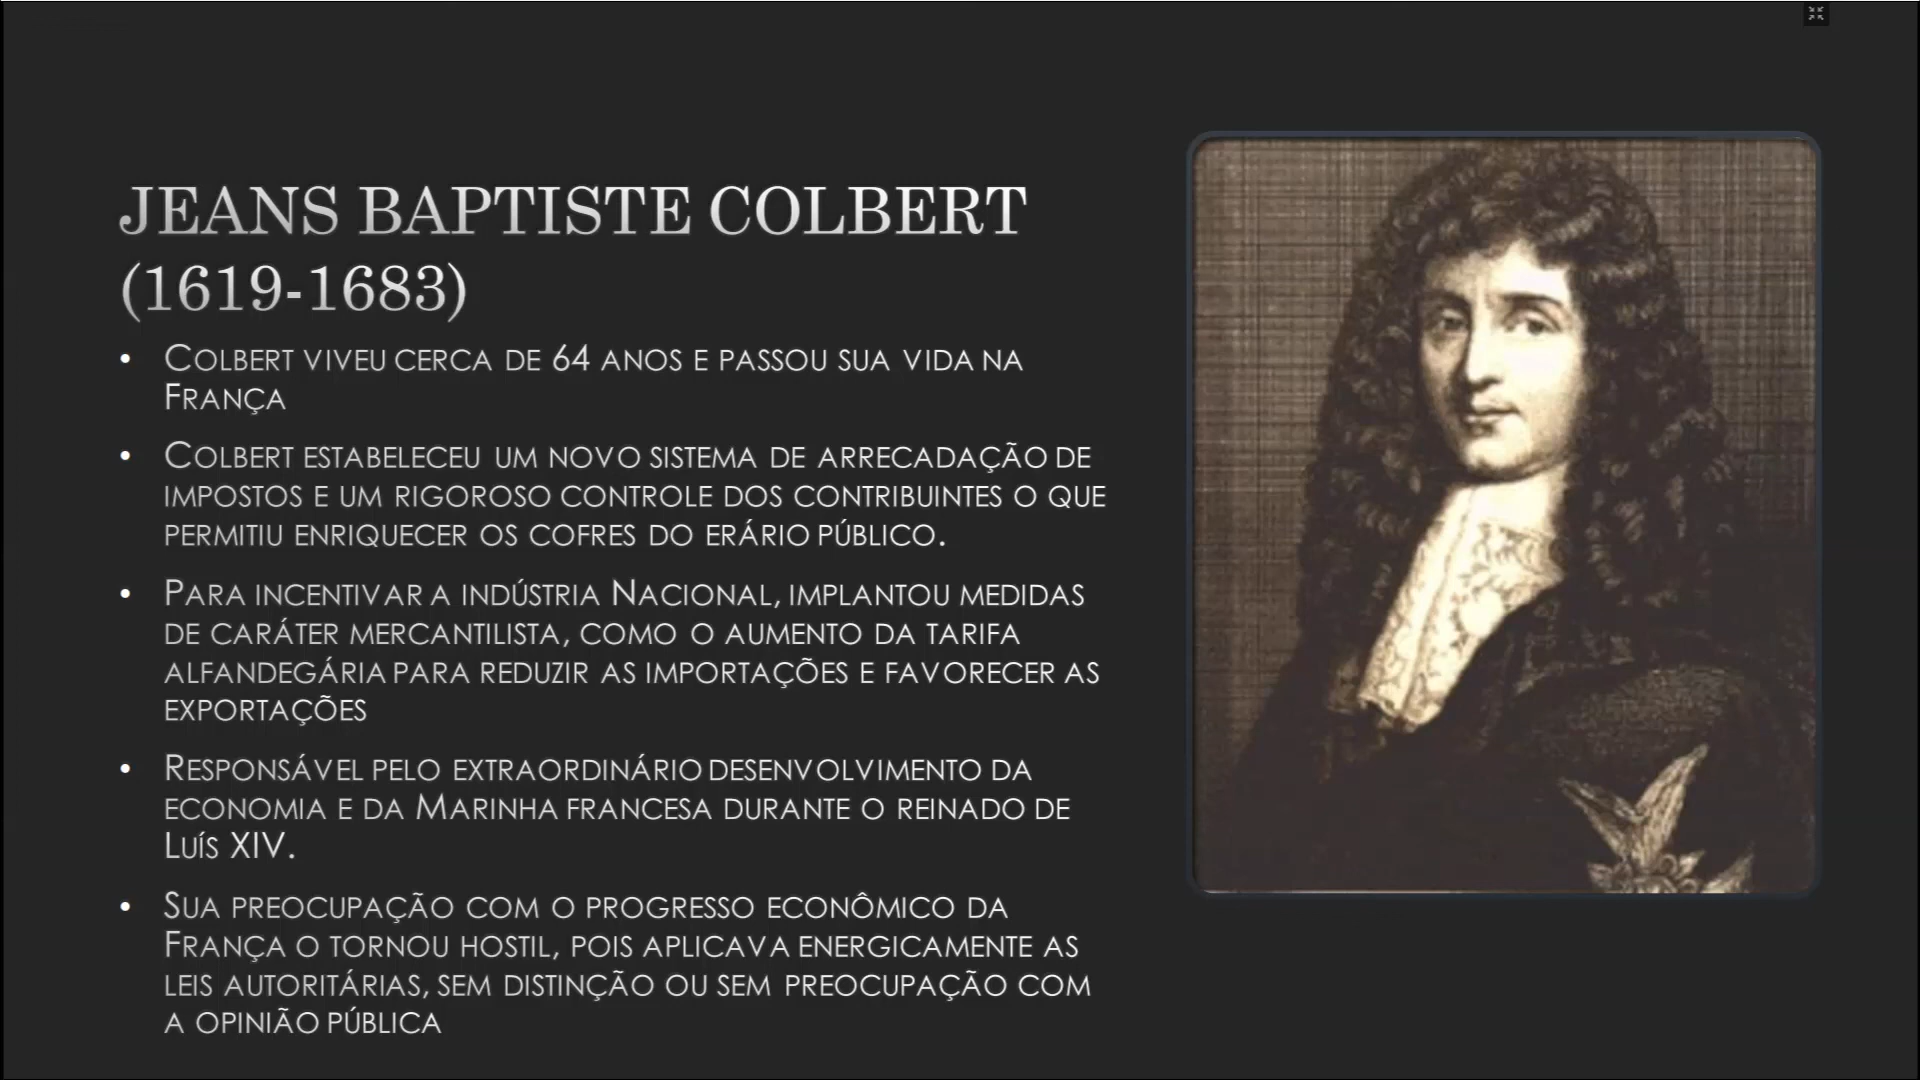 JEANS BAPTISTE COLBERT
(1619-1683)
• Colbert viveu cerca de 64 anos e passou sua vida na
França
• Colbert estabeleceu um novo sistema de arrecadação de
impostos e um rigoroso controle dos contribuintes o que
permitiu enriquecer os cofres do erário público.
• Para incentivar a indústria Nacional, implantou medidas
de caráter mercantilista, como o aumento da tarifa
alfandegária para reduzir as importações e favorecer as
exportações
• Responsável pelo extraordinário desenvolvimento da
economia e da Marinha francesa durante o reinado de
Luís XIV.
• Sua preocupação com o progresso econômico da
França o tornou hostil, pois aplicava energicamente as
leis autoritárias, sem distinção ou sem preocupação com
a opinião pública